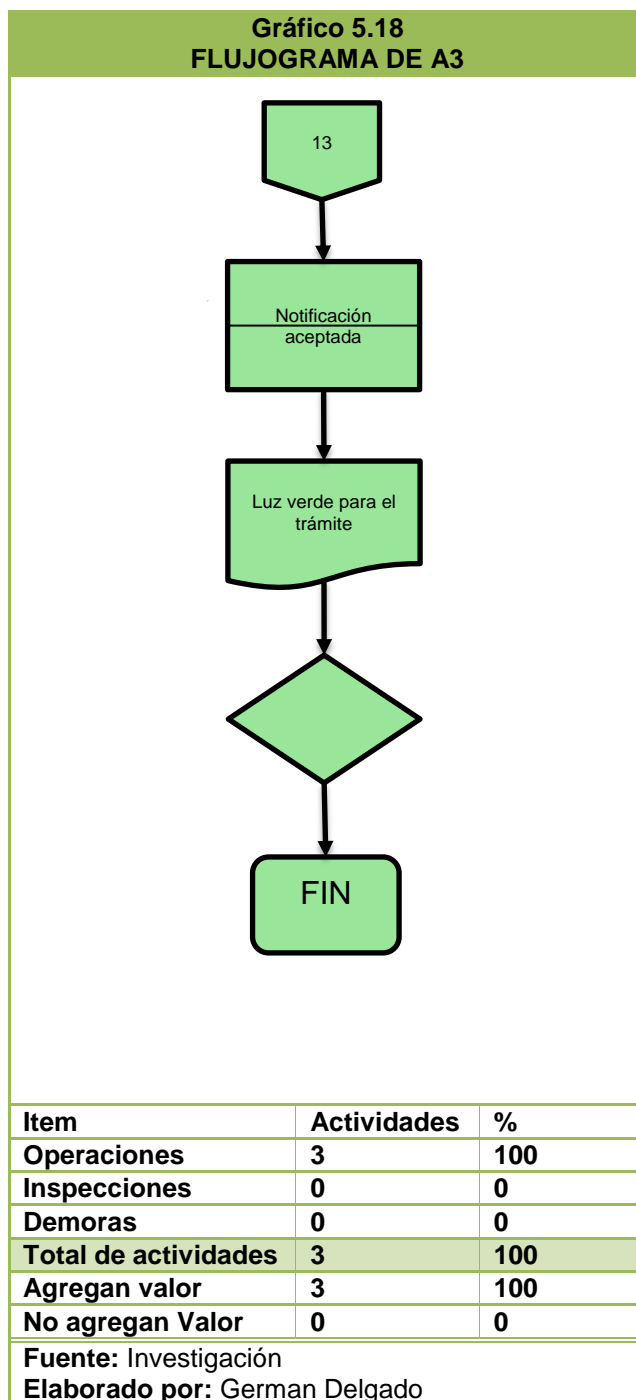 Gráfico 5.18
FLUJOGRAMA DE A3
13
Notificación
aceptada
Luz verde para el
trámite
FIN
Item Actividades %
Operaciones 3 100
Inspecciones 0 0
Demoras 0 0
Total de actividades 3 100
Agregan valor 3 100
No agregan Valor 0 0
Fuente: Investigación
Elaborado por: German Delgado